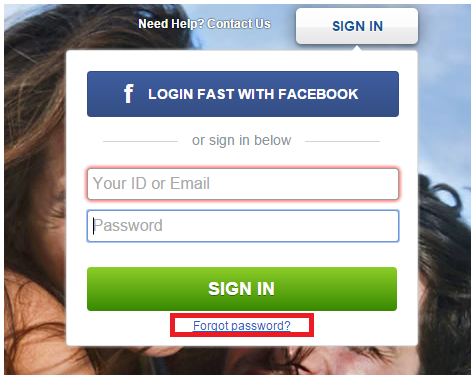 Need Help? Contact Us
SIGN IN
f LOGIN FAST WITH FACEBOOK
or sign in below
Your ID or Email
Password
SIGN IN
Forgot password?